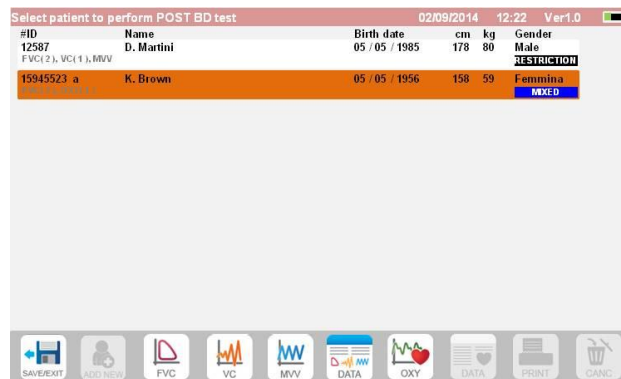 Select patient to perform POST BD test 02/09/2014 12:22 Ver1.0
#ID Name Birth date cm kg Gender
12587 D. Martini 05 / 05 / 1985 178 80 Male
FVC( 2 ), VC( 1 ), MVV RESTRICTION
15945523 a K. Brown 05 / 05 / 1956 158 59 Femmina
MIXED
SAVE/EXIT ADD NEW FVC VC MVV DATA OXY DATA PRINT CANC